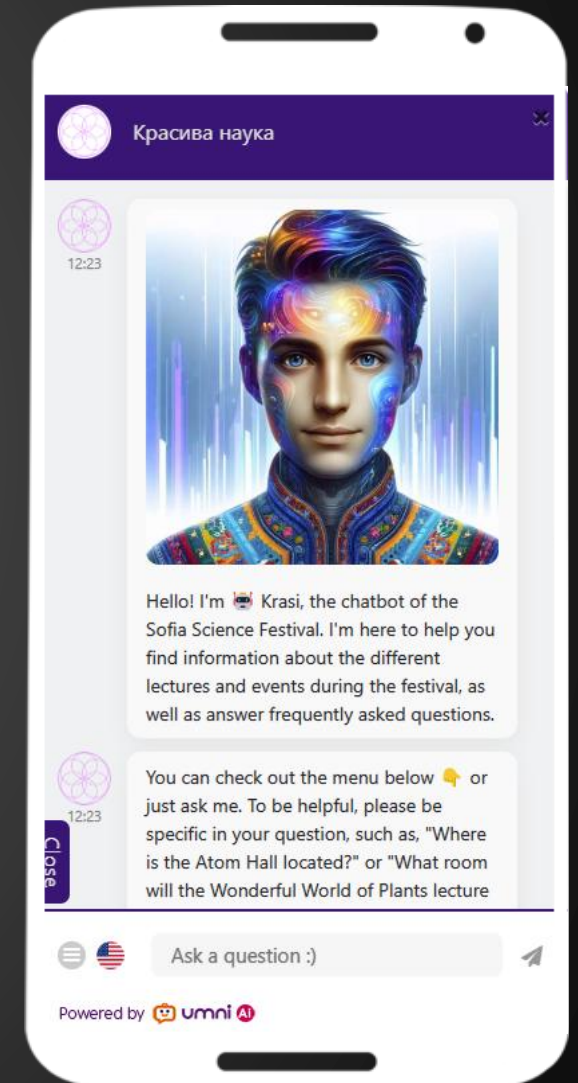 Красива наука
12:23
Hello! I'm 🤖 Krasi, the chatbot of the
Sofia Science Festival. I'm here to help you
find information about the different
lectures and events during the festival, as
well as answer frequently asked questions.
12:23
You can check out the menu below 👇 or
just ask me. To be helpful, please be
specific in your question, such as, "Where
is the Atom Hall located?" or "What room
will the Wonderful World of Plants lecture
Close
Ask a question :)
Powered by umni Ai